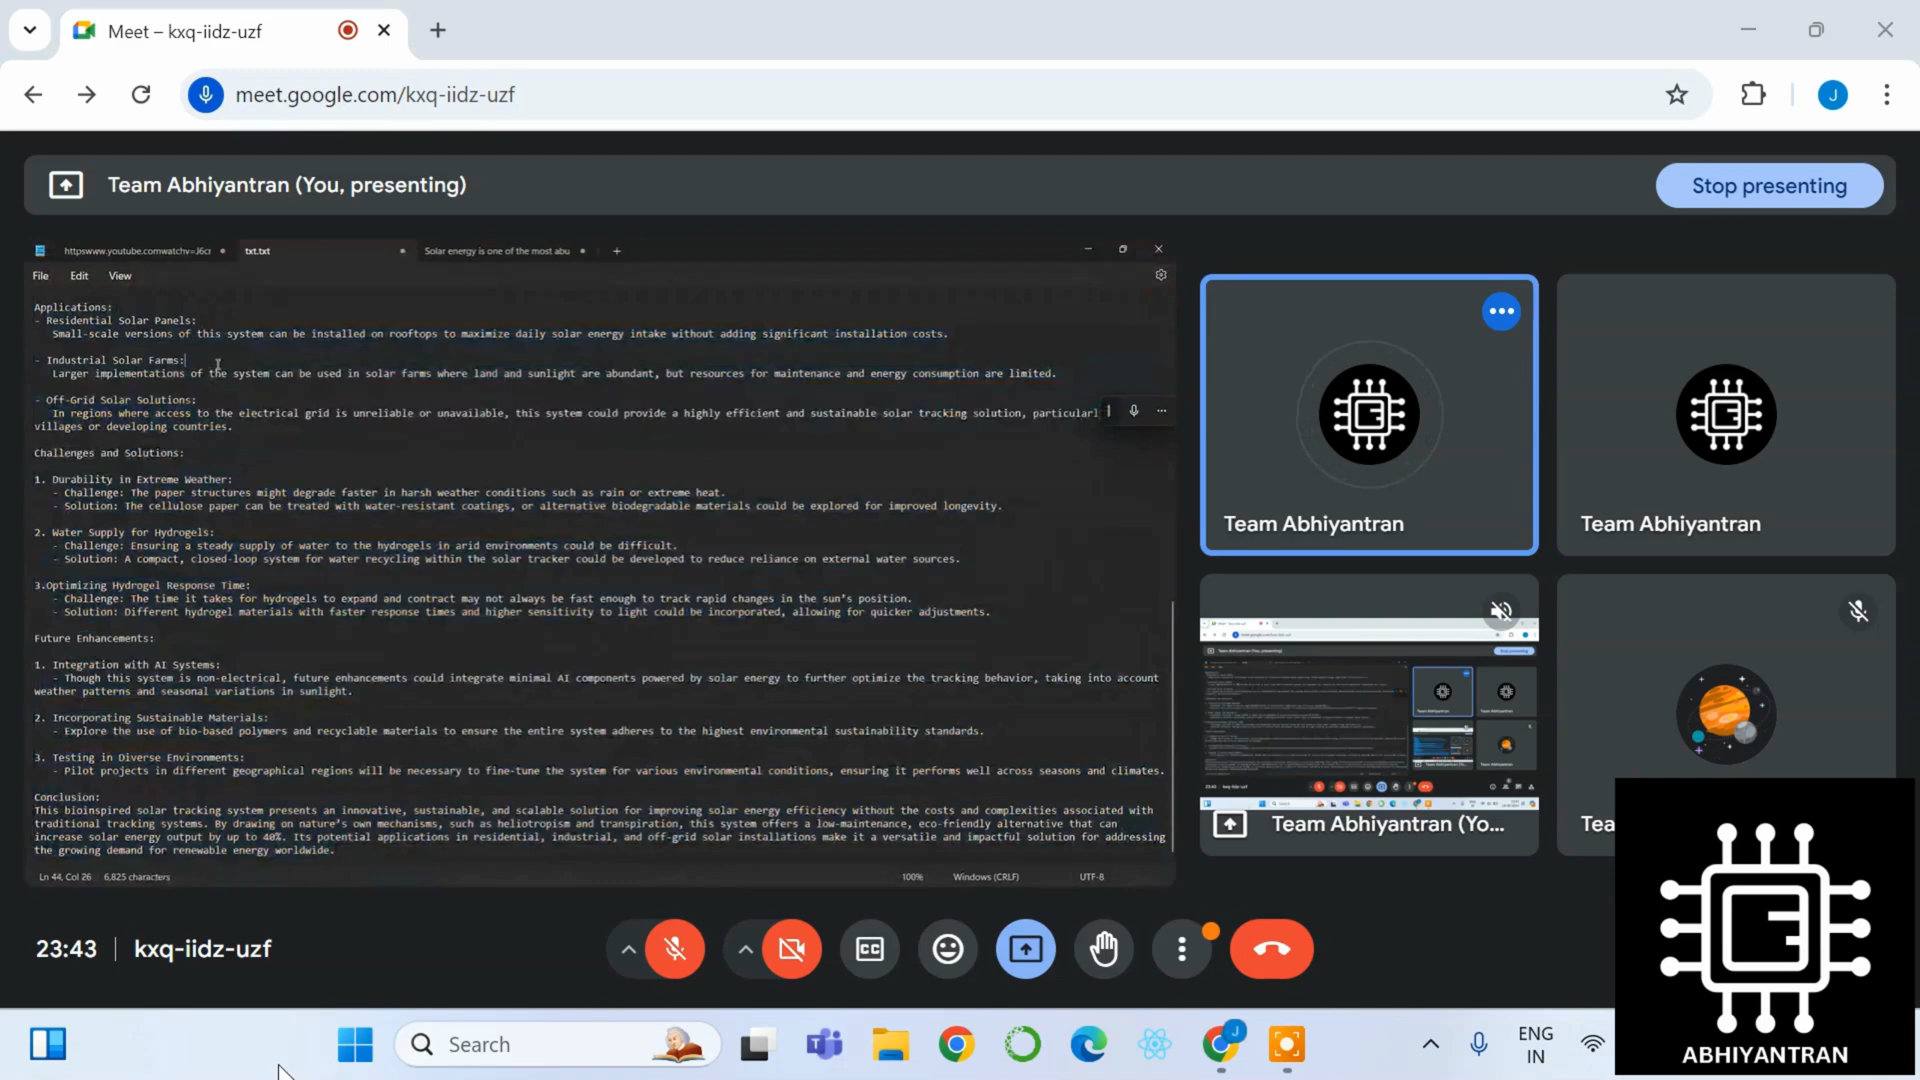 Meet – kxq-iidz-uzf
meet.google.com/kxq-iidz-uzf
J
Team Abhiyantran (You, presenting)
Stop presenting
httpswww.youtube.comwatchv=J6cr
txt.txt
Solar energy is one of the most abu
File Edit View
Applications:
- Residential Solar Panels:
Small-scale versions of this system can be installed on rooftops to maximize daily solar energy intake without adding significant installation costs.
- Industrial Solar Farms:
Larger implementations of the system can be used in solar farms where land and sunlight are abundant, but resources for maintenance and energy consumption are limited.
- Off-Grid Solar Solutions:
In regions where access to the electrical grid is unreliable or unavailable, this system could provide a highly efficient and sustainable solar tracking solution, particularl
villages or developing countries.
Challenges and Solutions:
1. Durability in Extreme Weather:
- Challenge: The paper structures might degrade faster in harsh weather conditions such as rain or extreme heat.
- Solution: The cellulose paper can be treated with water-resistant coatings, or alternative biodegradable materials could be explored for improved longevity.
2. Water Supply for Hydrogels:
- Challenge: Ensuring a steady supply of water to the hydrogels in arid environments could be difficult.
- Solution: A compact, closed-loop system for water recycling within the solar tracker could be developed to reduce reliance on external water sources.
3.Optimizing Hydrogel Response Time:
- Challenge: The time it takes for hydrogels to expand and contract may not always be fast enough to track rapid changes in the sun's position.
- Solution: Different hydrogel materials with faster response times and higher sensitivity to light could be incorporated, allowing for quicker adjustments.
Future Enhancements:
1. Integration with AI Systems:
- Though this system is non-electrical, future enhancements could integrate minimal AI components powered by solar energy to further optimize the tracking behavior, taking into account
weather patterns and seasonal variations in sunlight.
2. Incorporating Sustainable Materials:
- Explore the use of bio-based polymers and recyclable materials to ensure the entire system adheres to the highest environmental sustainability standards.
3. Testing in Diverse Environments:
- Pilot projects in different geographical regions will be necessary to fine-tune the system for various environmental conditions, ensuring it performs well across seasons and climates.
Conclusion:
This bioinspired solar tracking system presents an innovative, sustainable, and scalable solution for improving solar energy efficiency without the costs and complexities associated with
traditional tracking systems. By drawing on nature's own mechanisms, such as heliotropism and transpiration, this system offers a low-maintenance, eco-friendly alternative that can
increase solar energy output by up to 40%. Its potential applications in residential, industrial, and off-grid solar installations make it a versatile and impactful solution for addressing
the growing demand for renewable energy worldwide.
Ln 44, Col 26 6,825 characters 100% Windows (CRLF) UTF-8
Team Abhiyantran
Team Abhiyantran
Team Abhiyantran (Yo...
Tea
23:43 | kxq-iidz-uzf
CC
Search
J
ENG
IN
ABHIYANTRAN